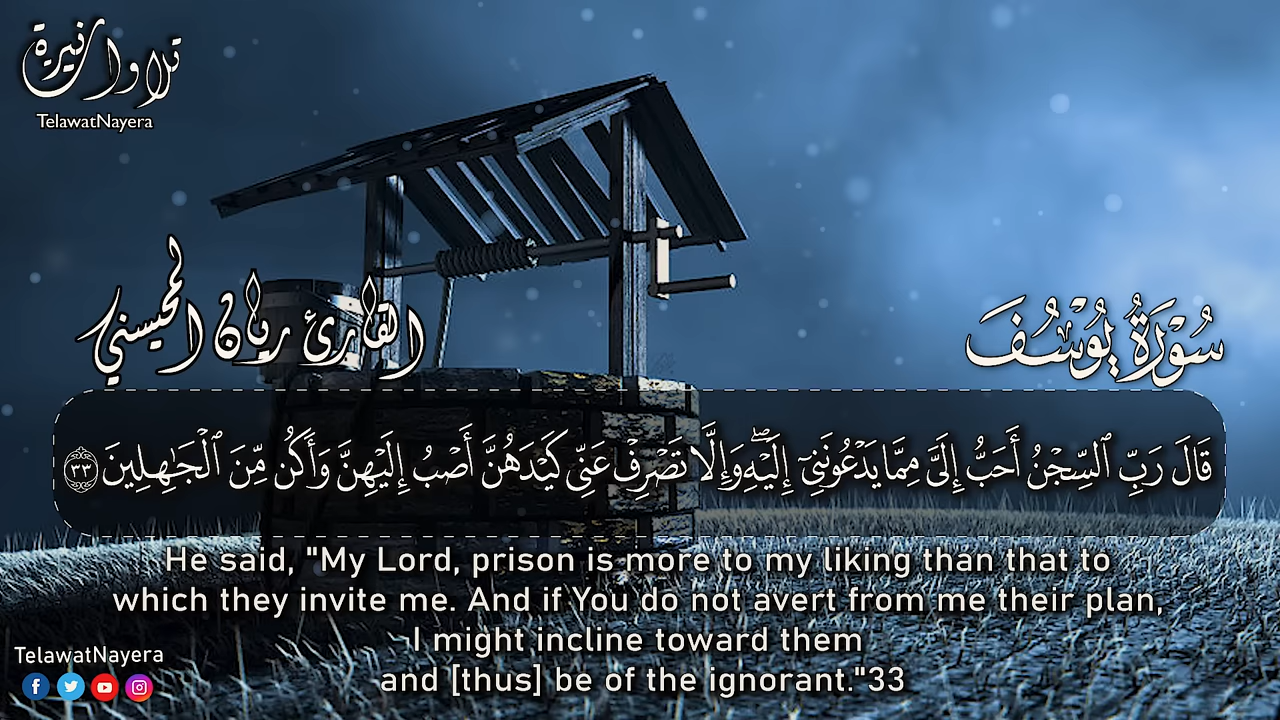 تلاوات نيرة
TelawatNayera
القارئ ريان المحيسني
سُورَةُ يُوسُفَ
قَالَ رَبِّ ٱلسِّجْنُ أَحَبُّ إِلَىَّ مِمَّا يَدْعُونَنِىٓ إِلَيْهِ ۖ وَإِلَّا تَصْرِفْ عَنِّى كَيْدَهُنَّ أَصْبُ إِلَيْهِنَّ وَأَكُن مِّنَ ٱلْجَـٰهِلِينَ ٣٣
He said, "My Lord, prison is more to my liking than that to
which they invite me. And if You do not avert from me their plan,
I might incline toward them
and [thus] be of the ignorant."33
TelawatNayera